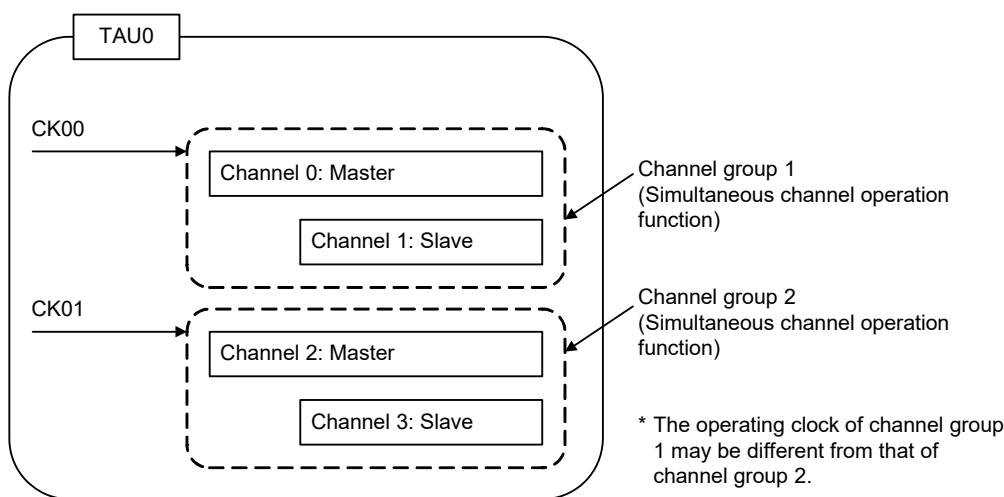 TAU0
CK00
Channel 0: Master
Channel 1: Slave
Channel group 1
(Simultaneous channel operation
function)
CK01
Channel 2: Master
Channel 3: Slave
Channel group 2
(Simultaneous channel operation
function)
* The operating clock of channel group
1 may be different from that of
channel group 2.